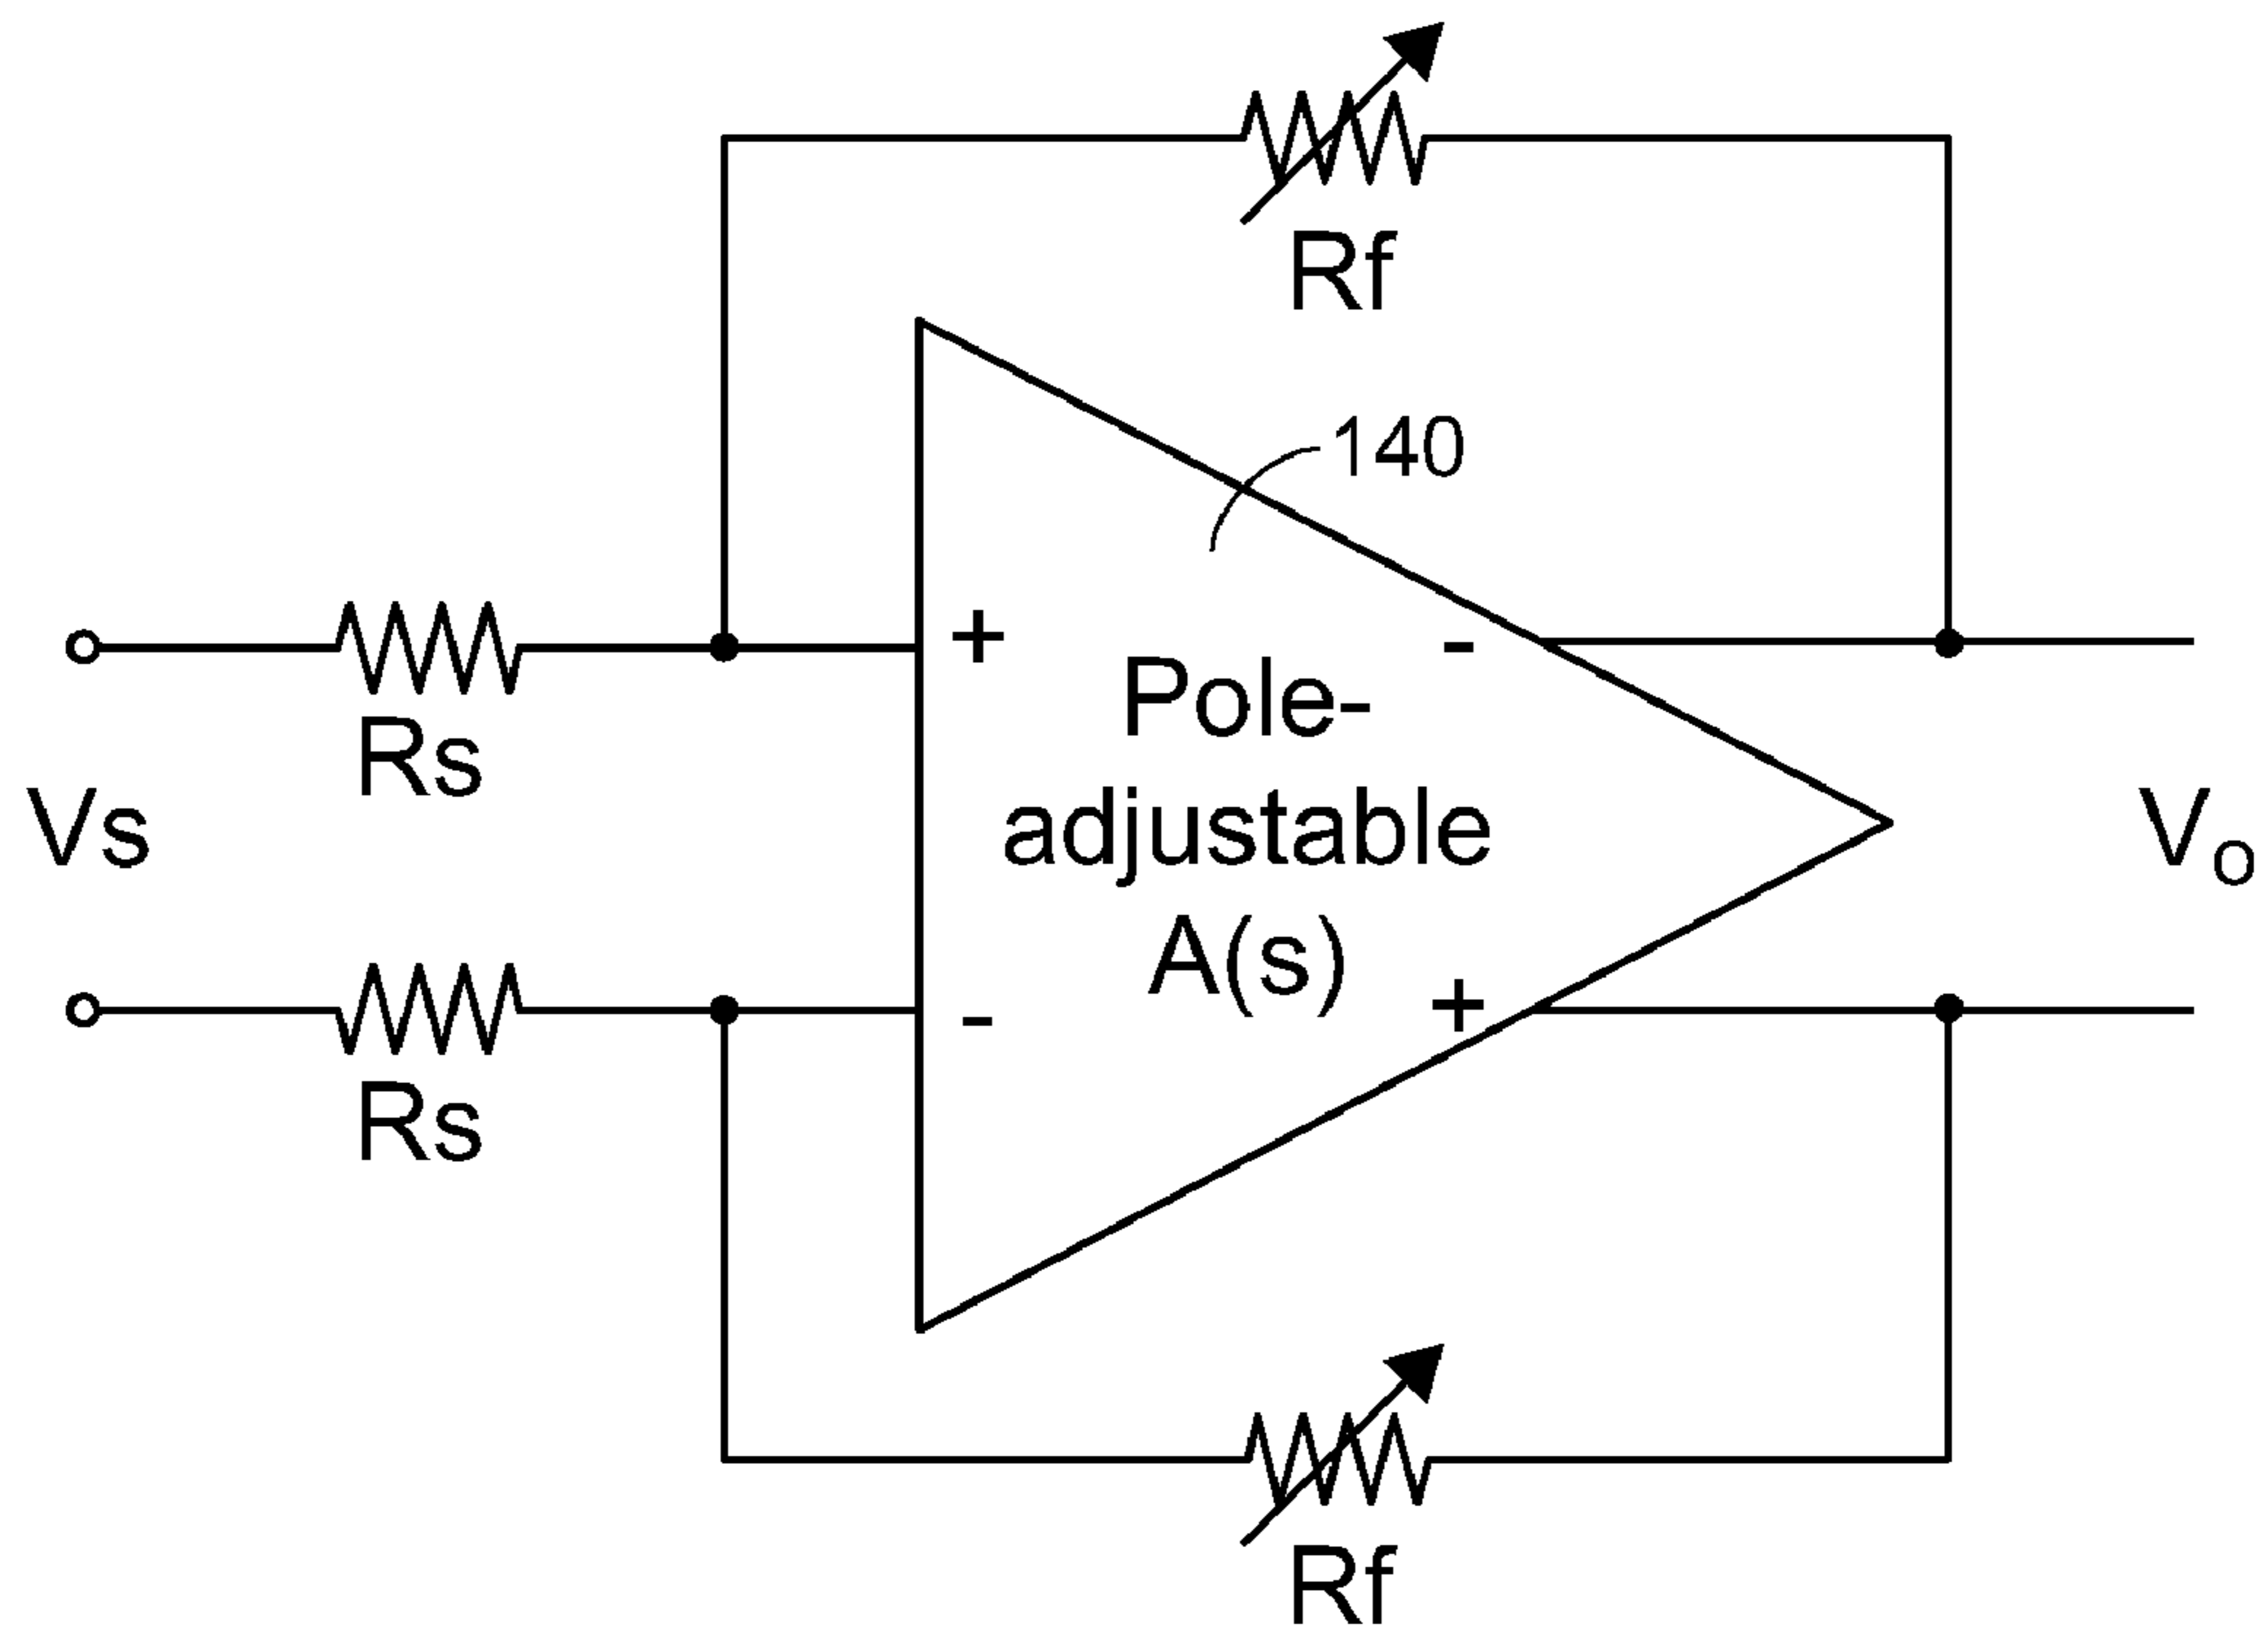 Rf
140
+ -
Rs
Pole-
Vs
adjustable
Vo
A(s)
- +
Rs
Rf